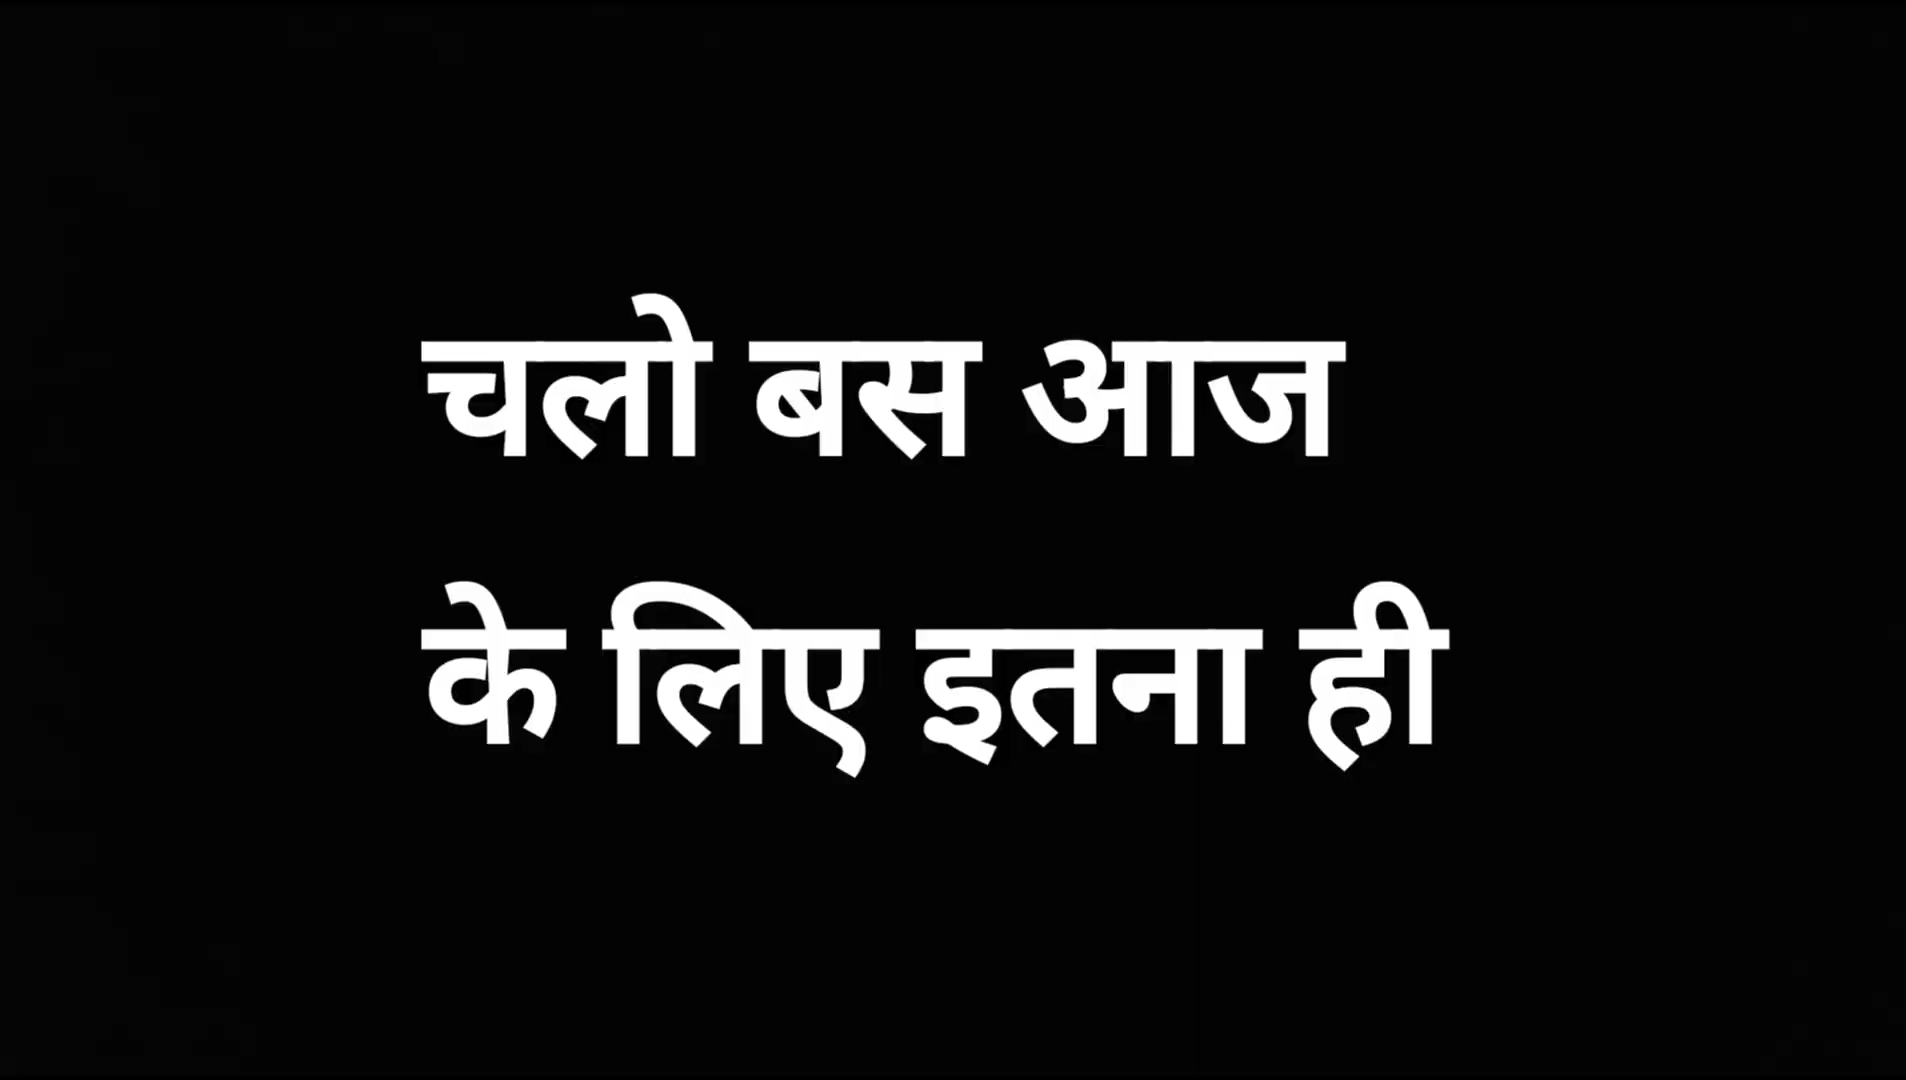 चलो बस आज
के लिए इतना ही